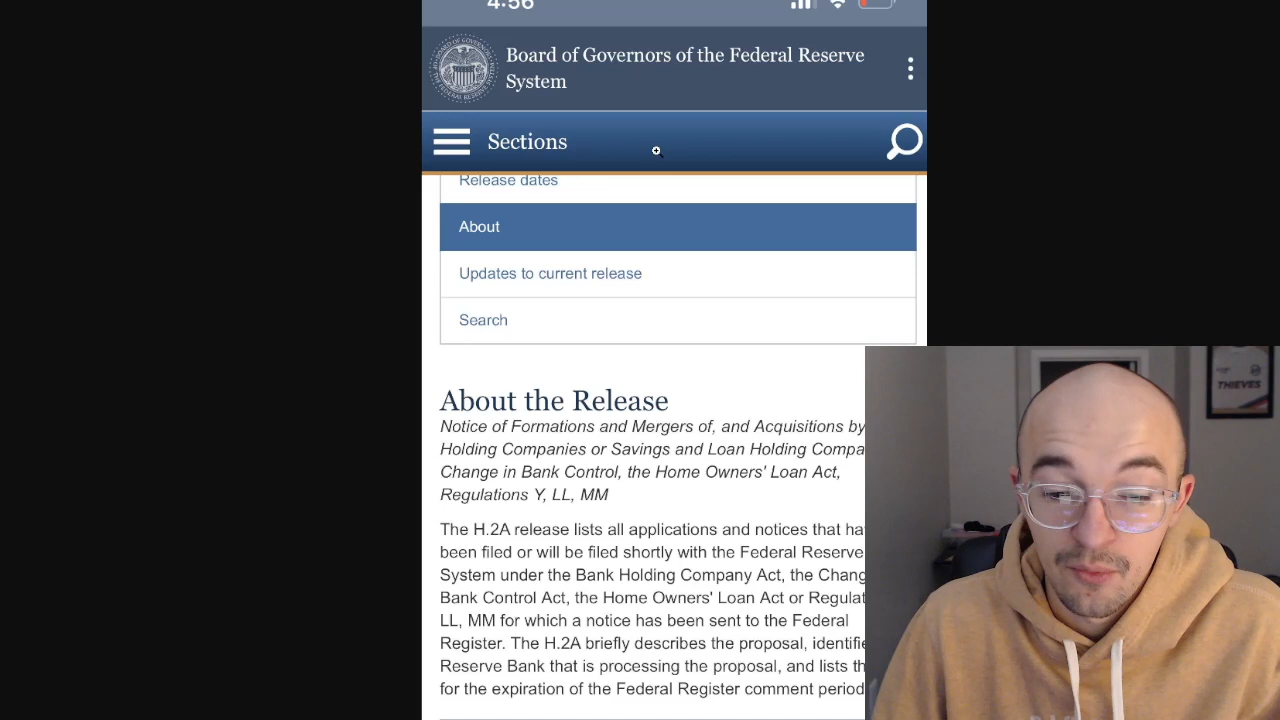 4:56
Board of Governors of the Federal Reserve
System
Sections
Release dates
About
Updates to current release
Search
About the Release
Notice of Formations and Mergers of, and Acquisitions by
Holding Companies or Savings and Loan Holding
Change in Bank Control, the Home Owners' Loan Act,
Regulations Y, LL, MM
The H.2A release lists all applications and notices that
been filed or will be filed shortly with the Federal Reserve
System under the Bank Holding Company Act, the
Bank Control Act, the Home Owners' Loan Act or
LL, MM for which a notice has been sent to the Federal
Register. The H.2A briefly describes the proposal,
Reserve Bank that is processing the proposal, and lists
for the expiration of the Federal Register comment period
THIEVES